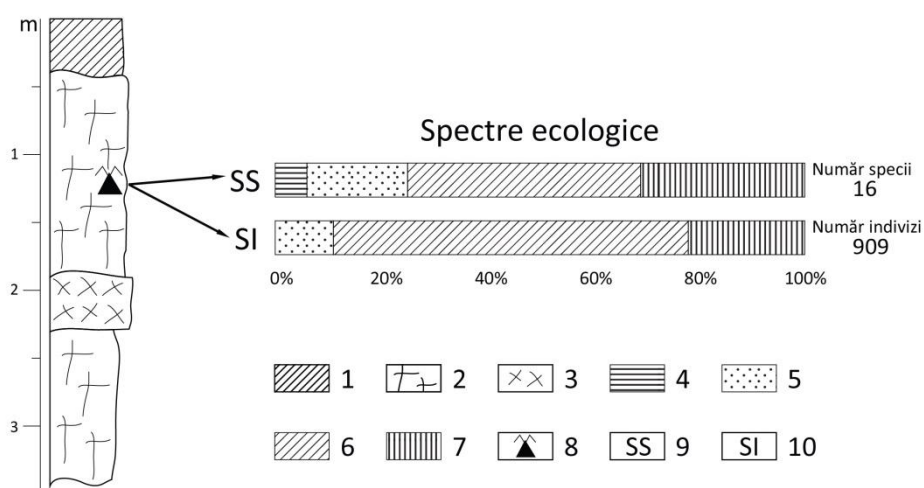 m
1
2
3
Spectre ecologice
SS
Număr specii
16
SI
Număr indivizi
909
0% 20% 40% 60% 80% 100%
1 2 3 4 5
6 7 8 SS 9 SI 10